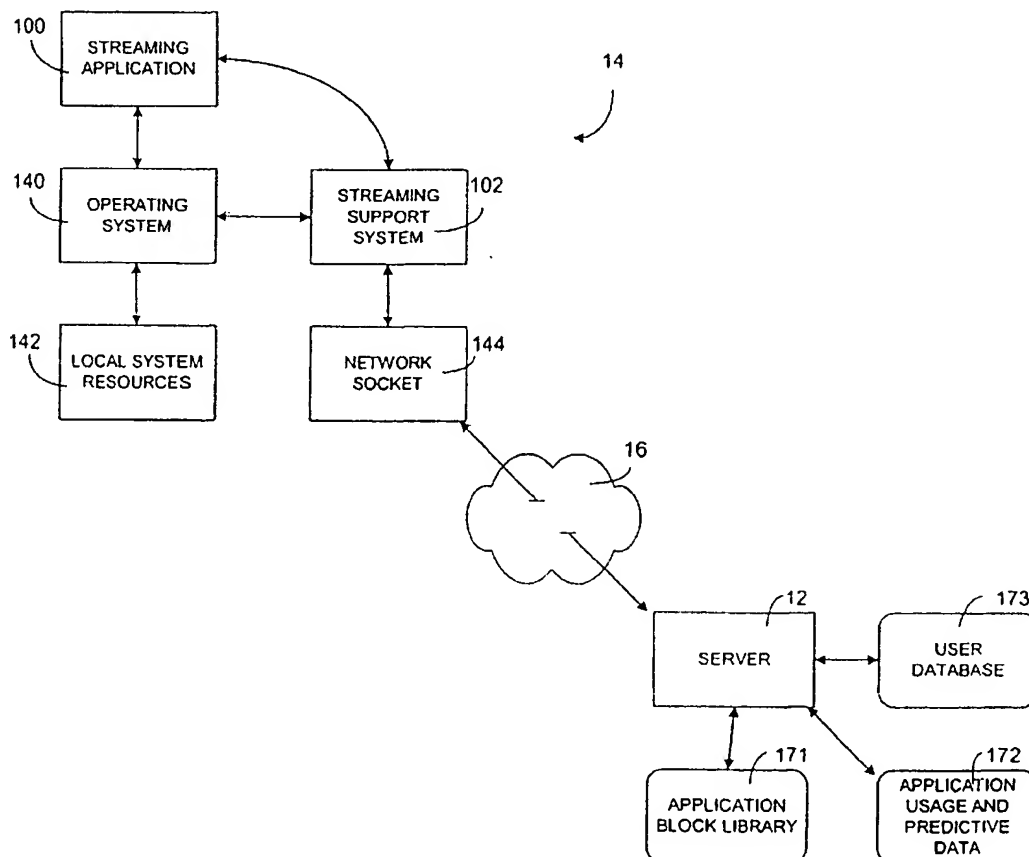 100
STREAMING
APPLICATION
14
140
OPERATING
SYSTEM
102
STREAMING
SUPPORT
SYSTEM
142
LOCAL SYSTEM
RESOURCES
144
NETWORK
SOCKET
16
12
SERVER
173
USER
DATABASE
171
APPLICATION
BLOCK LIBRARY
172
APPLICATION
USAGE AND
PREDICTIVE
DATA